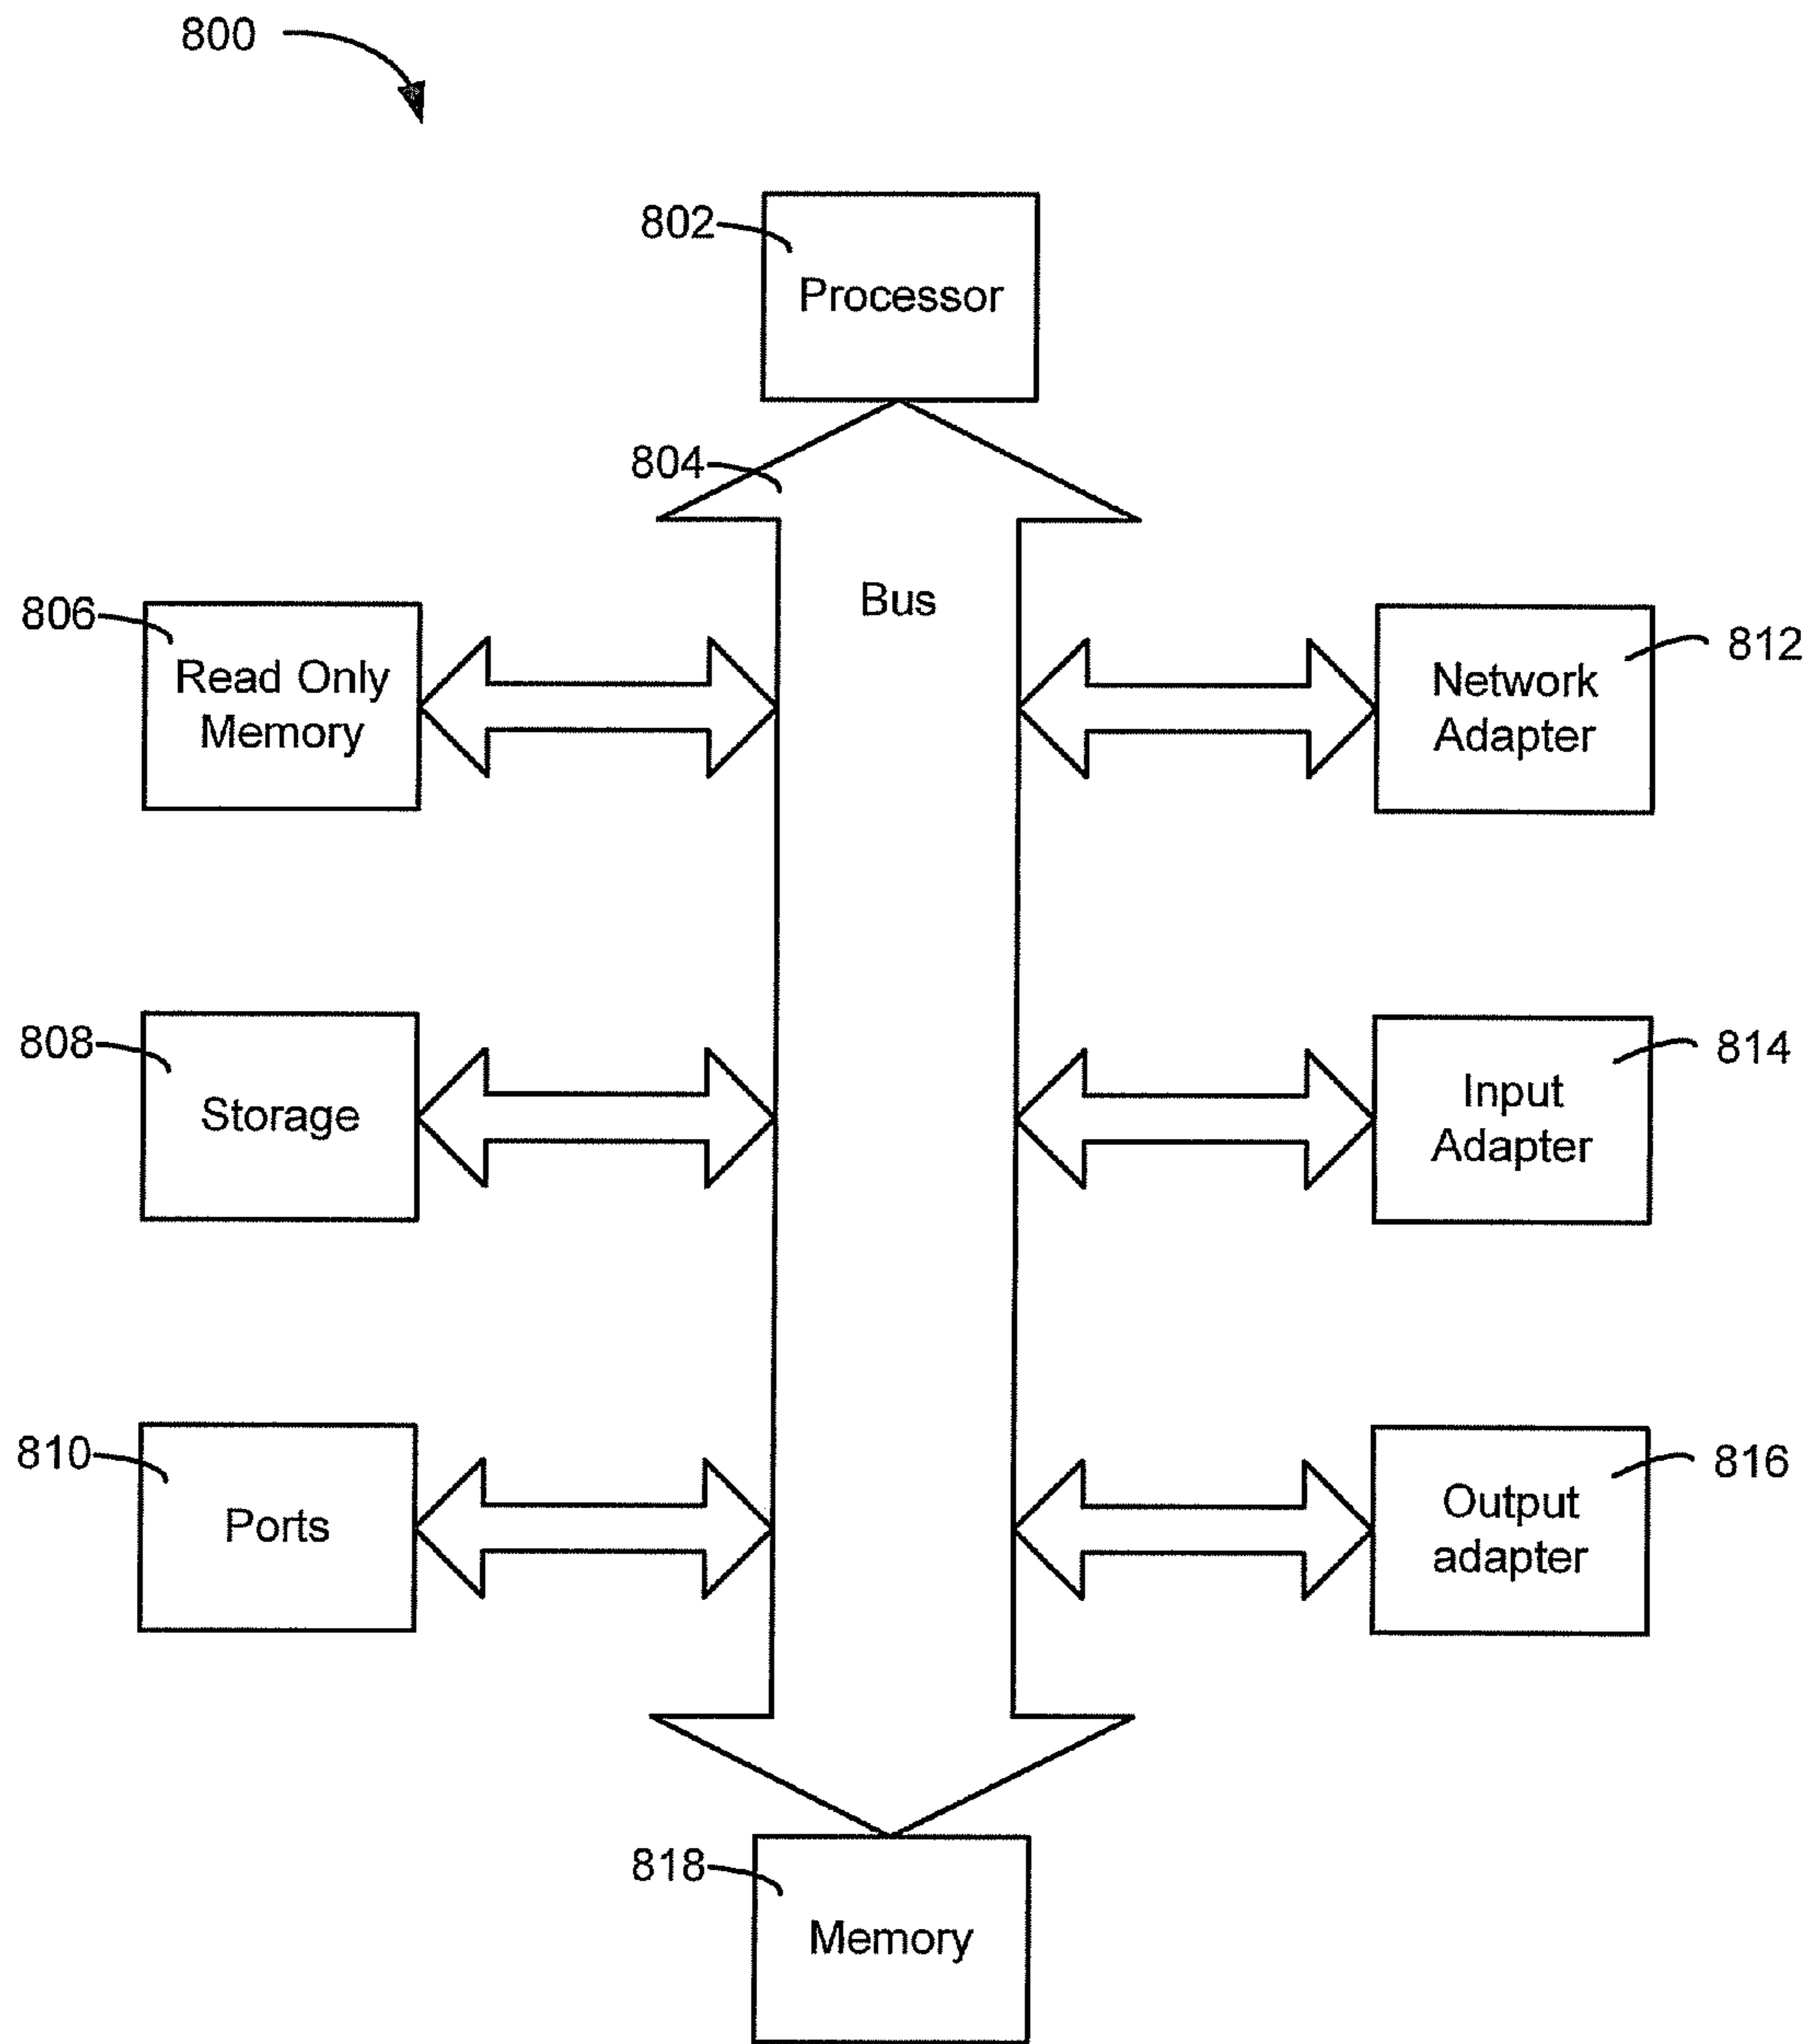 800
802
Processor
804
Bus
806
Read Only
Memory
812
Network
Adapter
808
Storage
814
Input
Adapter
810
Ports
816
Output
adapter
818
Memory